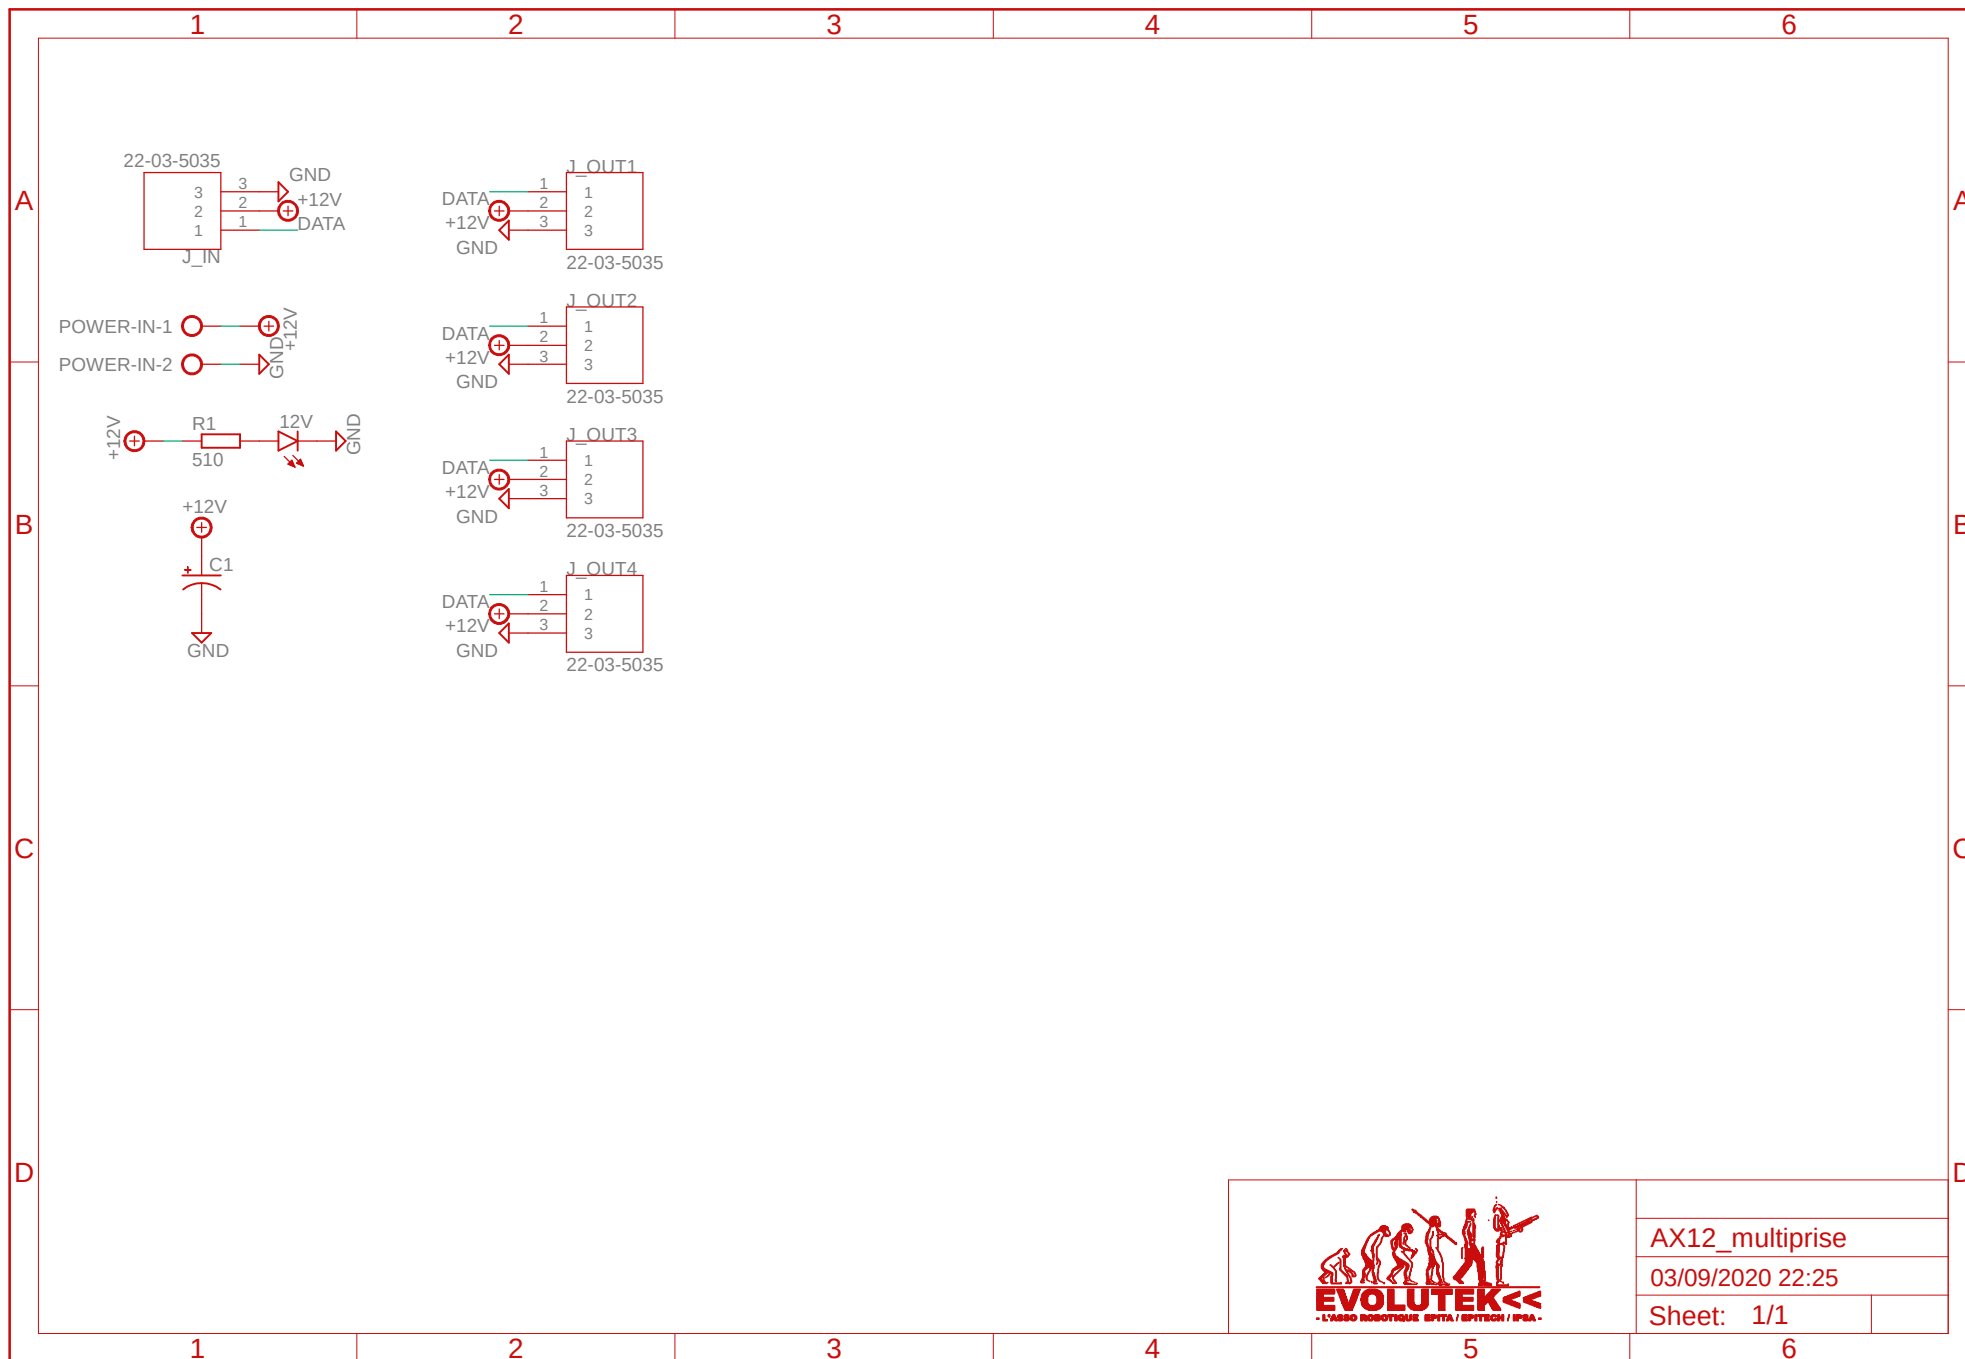 1 2 3 4 5 6
A
22-03-5035
3 3 GND
2 2 +12V
1 1 DATA
J_IN
POWER-IN-1 +12V
POWER-IN-2 GND
+12V R1 510 12V GND
+12V
C1
GND
J_OUT1
DATA 1 1
+12V 2 2
GND 3 3
22-03-5035
J_OUT2
DATA 1 1
+12V 2 2
GND 3 3
22-03-5035
J_OUT3
DATA 1 1
+12V 2 2
GND 3 3
22-03-5035
J_OUT4
DATA 1 1
+12V 2 2
GND 3 3
22-03-5035
A
B
B
C
C
D
D
EVOLUTEK<<
- L'ASSO ROBOTIQUE EPITA / EPITECH / IPSA -
AX12_multiprise
03/09/2020 22:25
Sheet: 1/1
1 2 3 4 5 6